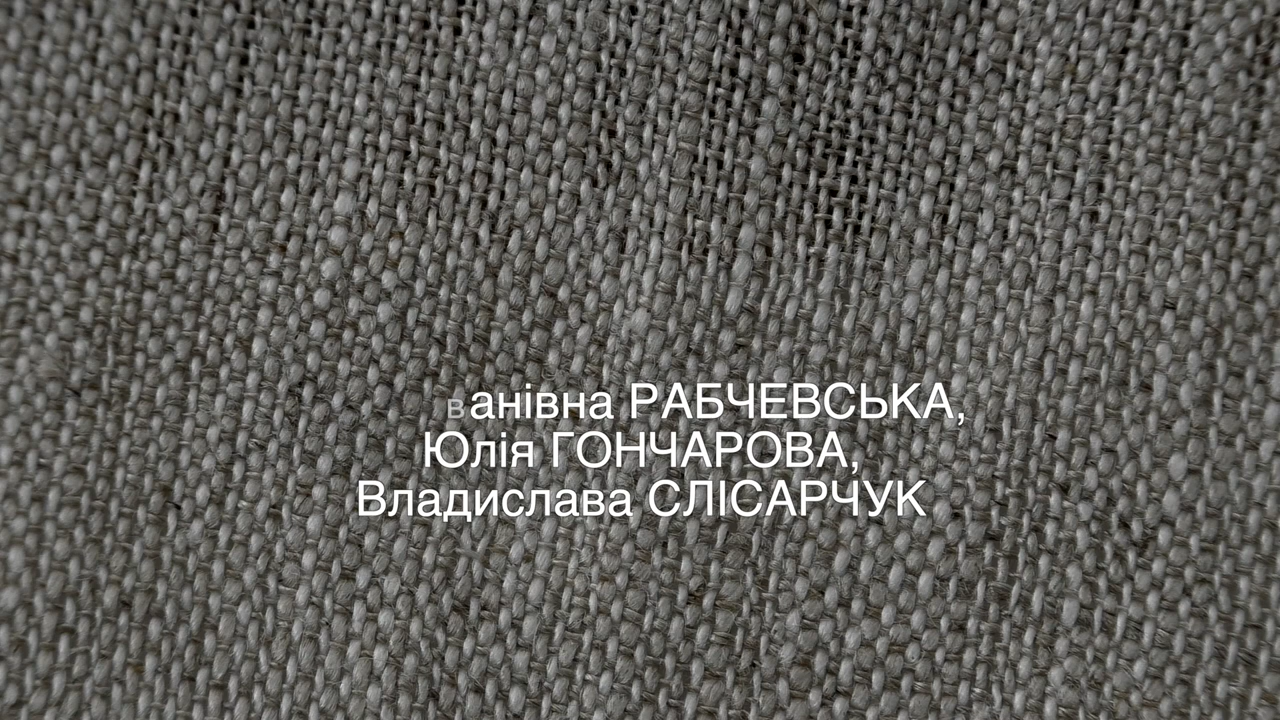 ванівна РАБЧЕВСЬКА,
Юлія ГОНЧАРОВА,
Владислава СЛІСАРЧУК